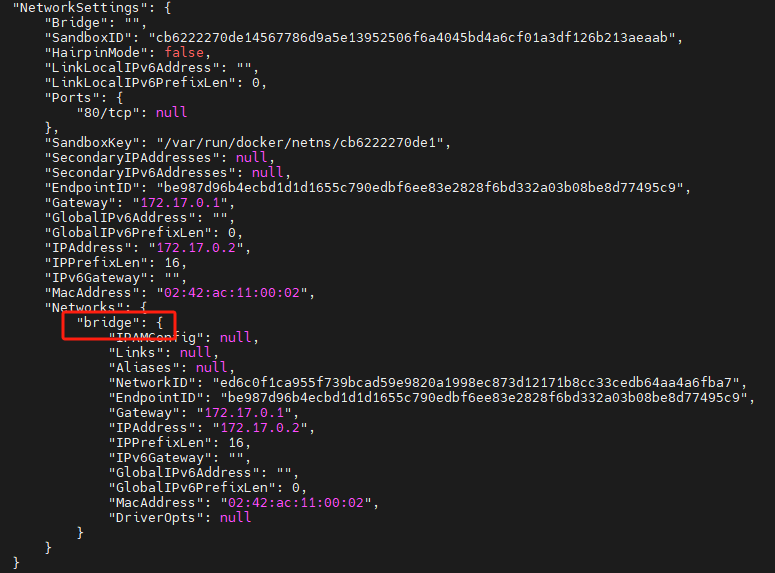 "NetworkSettings": {
"Bridge": "",
"SandboxID": "cb6222270de14567786d9a5e13952506f6a4045bd4a6cf01a3df126b213aeaab",
"HairpinMode": false,
"LinkLocalIPv6Address": "",
"LinkLocalIPv6PrefixLen": 0,
"Ports": {
"80/tcp": null
},
"SandboxKey": "/var/run/docker/netns/cb6222270de1",
"SecondaryIPAddresses": null,
"SecondaryIPv6Addresses": null,
"EndpointID": "be987d96b4ecbd1d1d1655c790edbf6ee83e2828f6bd332a03b08be8d77495c9",
"Gateway": "172.17.0.1",
"GlobalIPv6Address": "",
"GlobalIPv6PrefixLen": 0,
"IPAddress": "172.17.0.2",
"IPPrefixLen": 16,
"IPv6Gateway": "",
"MacAddress": "02:42:ac:11:00:02",
"Networks": {
"bridge": {
"IPAMConfig": null,
"Links": null,
"Aliases": null,
"NetworkID": "ed6c0f1ca955f739bcad59e9820a1998ec873d12171b8cc33cedb64aa4a6fba7",
"EndpointID": "be987d96b4ecbd1d1d1655c790edbf6ee83e2828f6bd332a03b08be8d77495c9",
"Gateway": "172.17.0.1",
"IPAddress": "172.17.0.2",
"IPPrefixLen": 16,
"IPv6Gateway": "",
"GlobalIPv6Address": "",
"GlobalIPv6PrefixLen": 0,
"MacAddress": "02:42:ac:11:00:02",
"DriverOpts": null
}
}
}